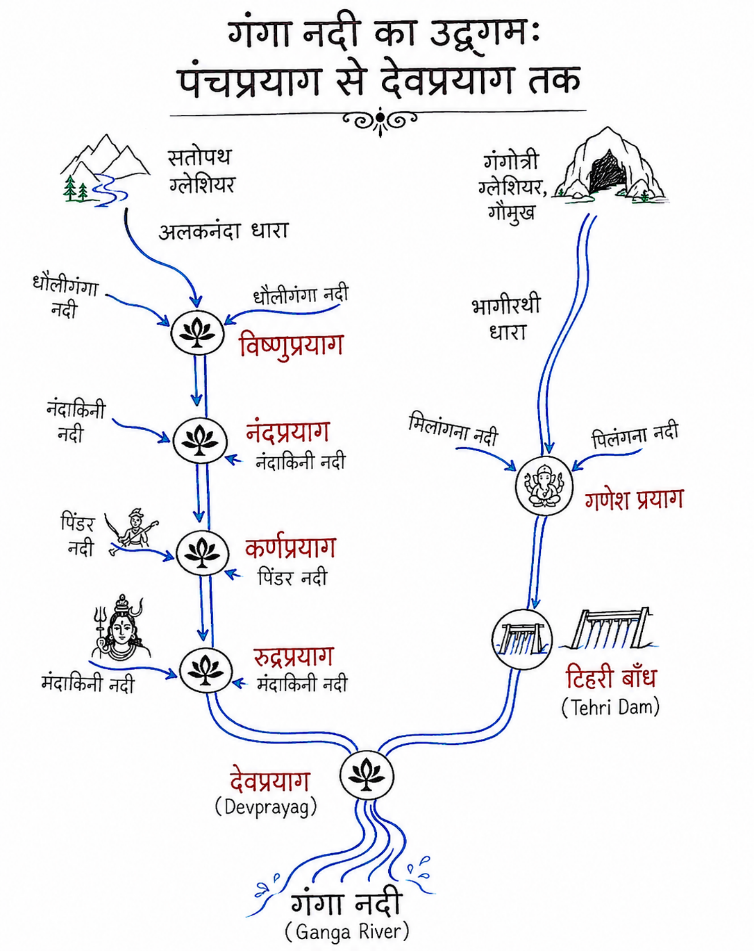 गंगा नदी का उद्व्गमः
पंचप्रयाग से देवप्रयाग तक
सतोपथ
ग्लेशियर
अलकनंदा धारा
गंगोत्री
ग्लेशियर,
गौमुख
धौलीगंगा
नदी
धौलीगंगा नदी
विष्णुप्रयाग
भागीरथी
धारा
नंदाकिनी
नदी
नंदप्रयाग
नंदाकिनी नदी
मिलांगना नदी
पिलंगना नदी
गणेश प्रयाग
पिंडर
नदी
कर्णप्रयाग
पिंडर नदी
रुद्रप्रयाग
मंदाकिनी नदी
मंदाकिनी नदी
टिहरी बाँध
(Tehri Dam)
देवप्रयाग
(Devprayag)
गंगा नदी
(Ganga River)